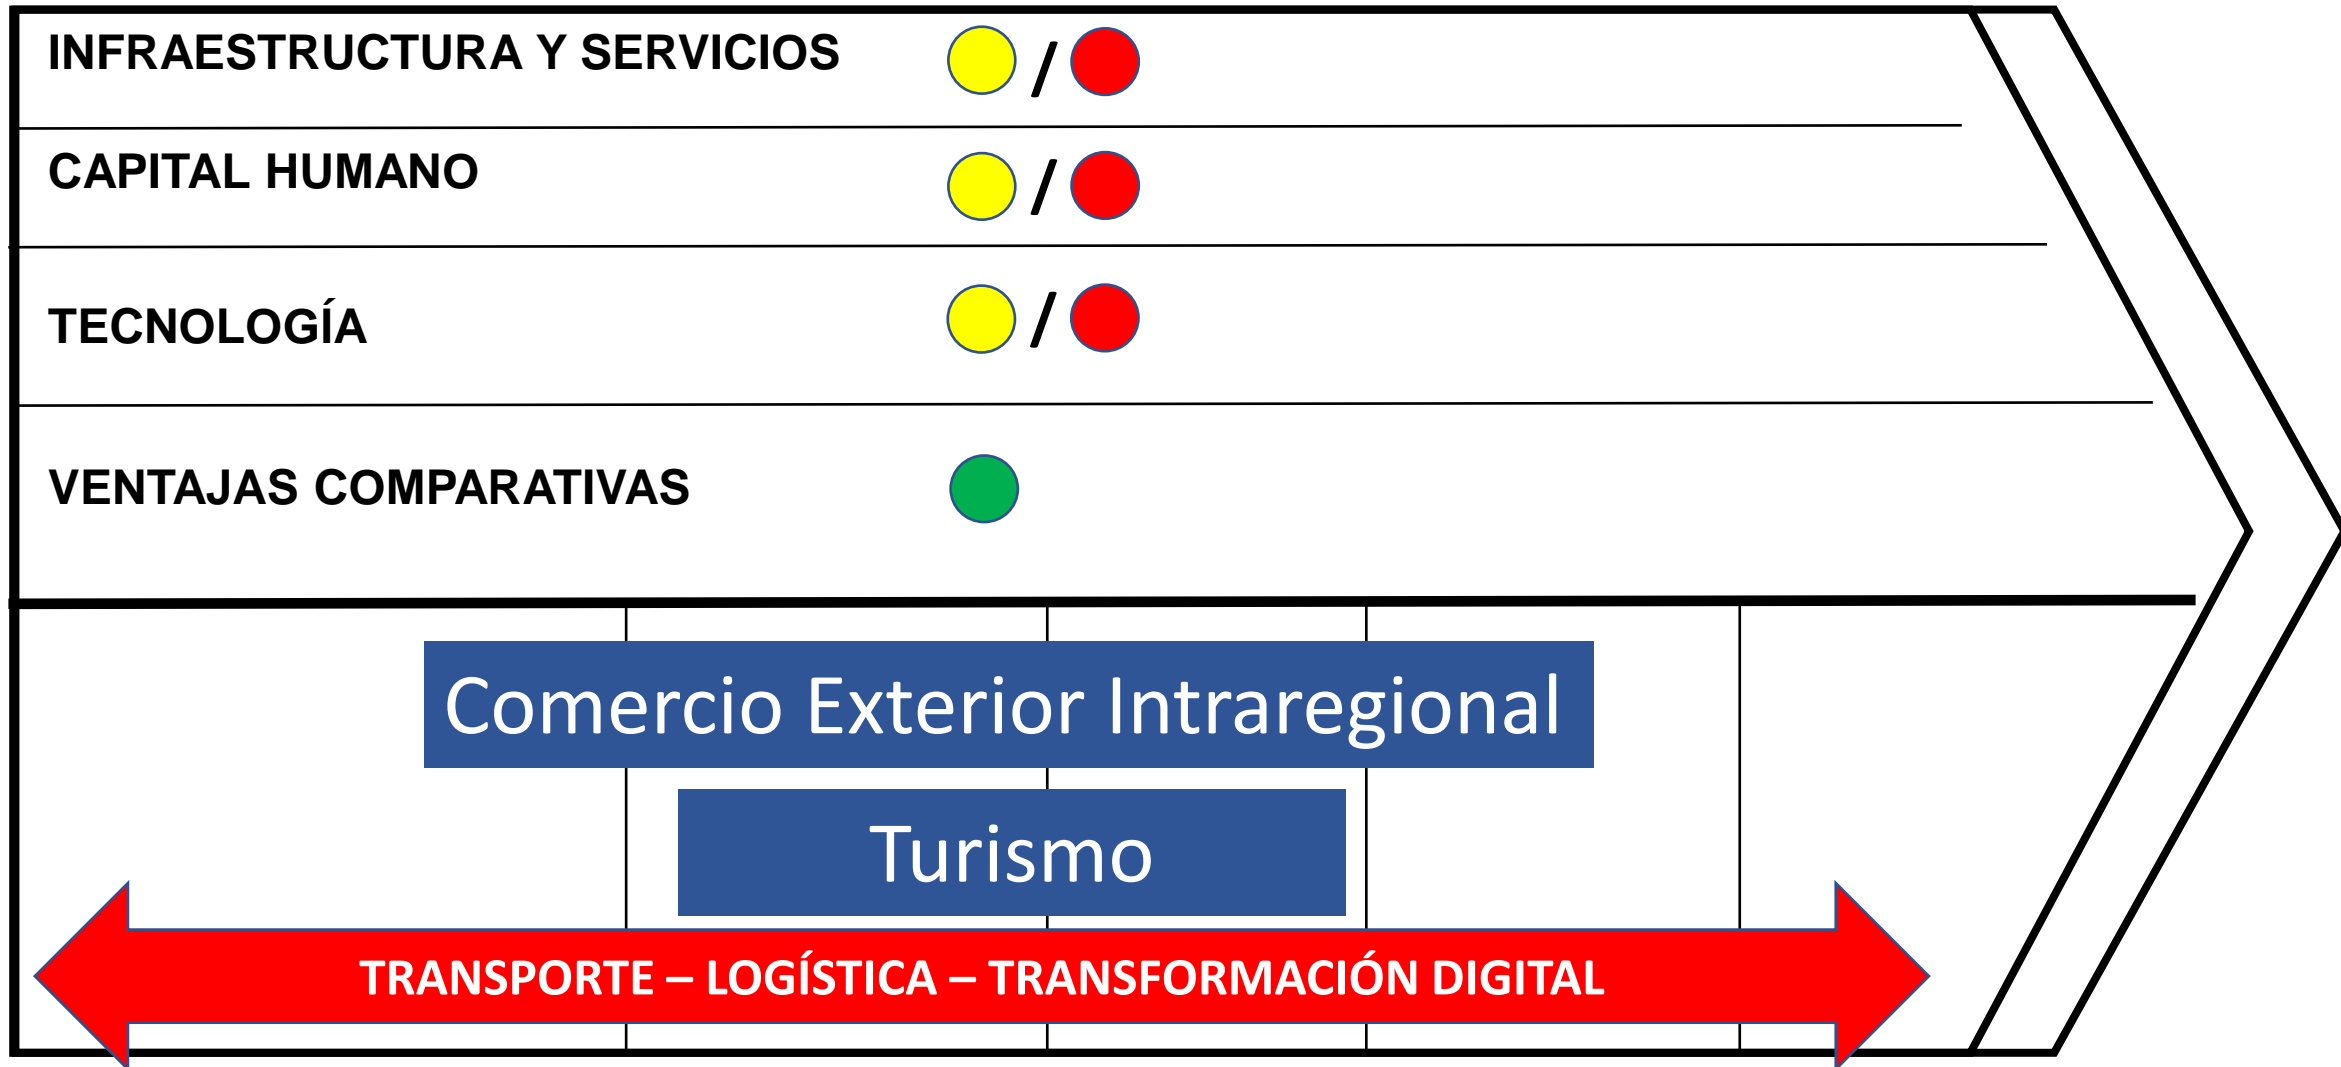 INFRAESTRUCTURA Y SERVICIOS /
CAPITAL HUMANO /
TECNOLOGÍA /
VENTAJAS COMPARATIVAS
Comercio Exterior Intraregional
Turismo
TRANSPORTE – LOGÍSTICA – TRANSFORMACIÓN DIGITAL